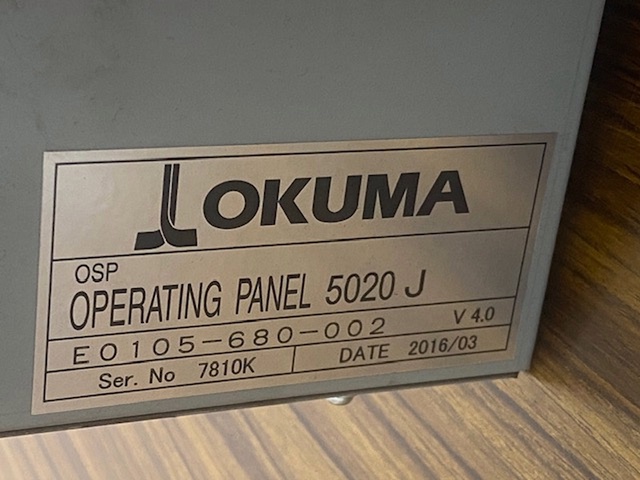 OKUMA
OSP
OPERATING PANEL 5020 J
E0105-680-002 V 4.0
Ser. No 7810K DATE 2016/03